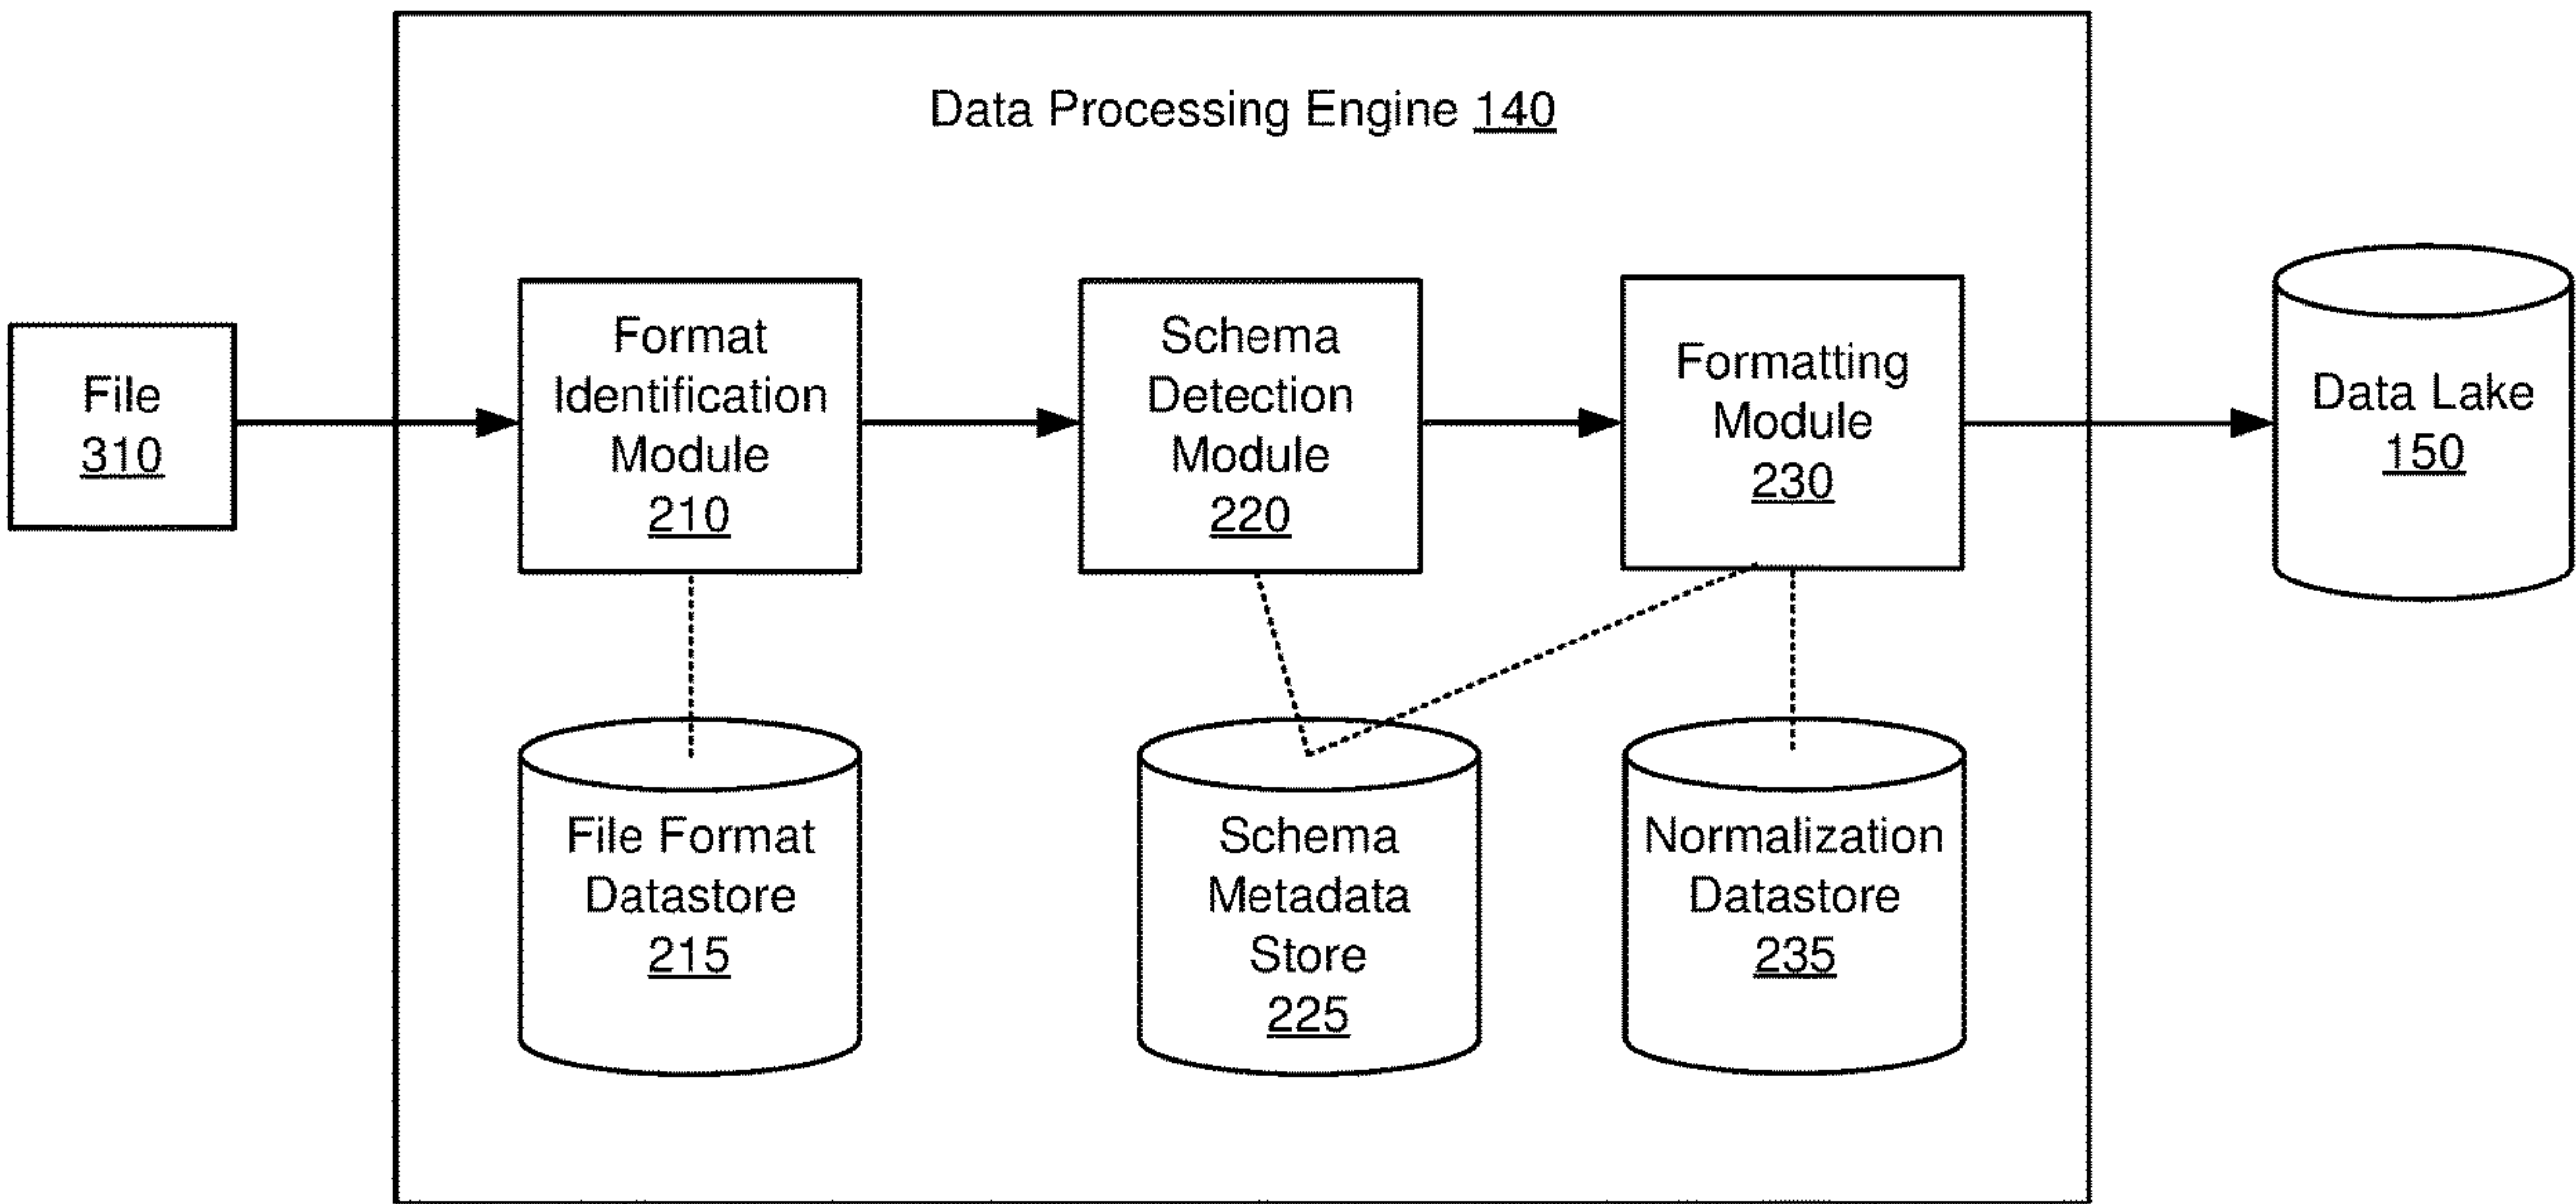 Data Processing Engine 140
File
310
Format
Identification
Module
210
Schema
Detection
Module
220
Formatting
Module
230
Data Lake
150
File Format
Datastore
215
Schema
Metadata
Store
225
Normalization
Datastore
235